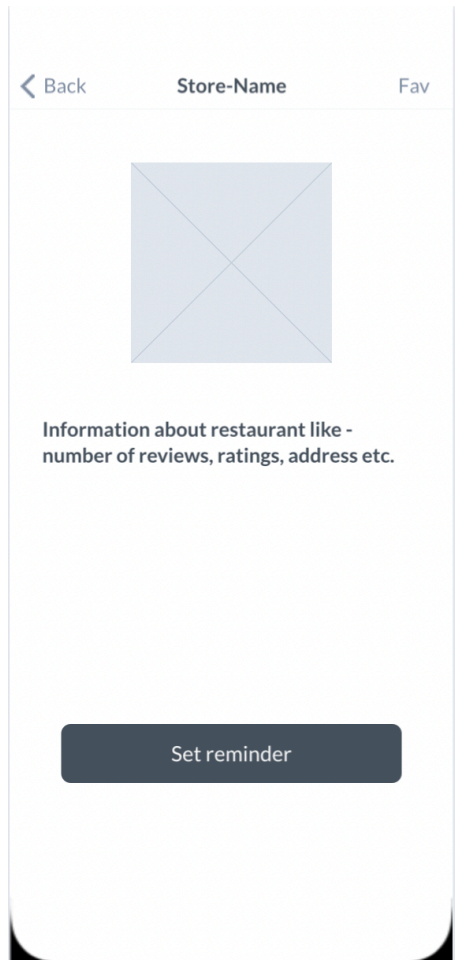 Back Store-Name Fav
Information about restaurant like -
number of reviews, ratings, address etc.
Set reminder